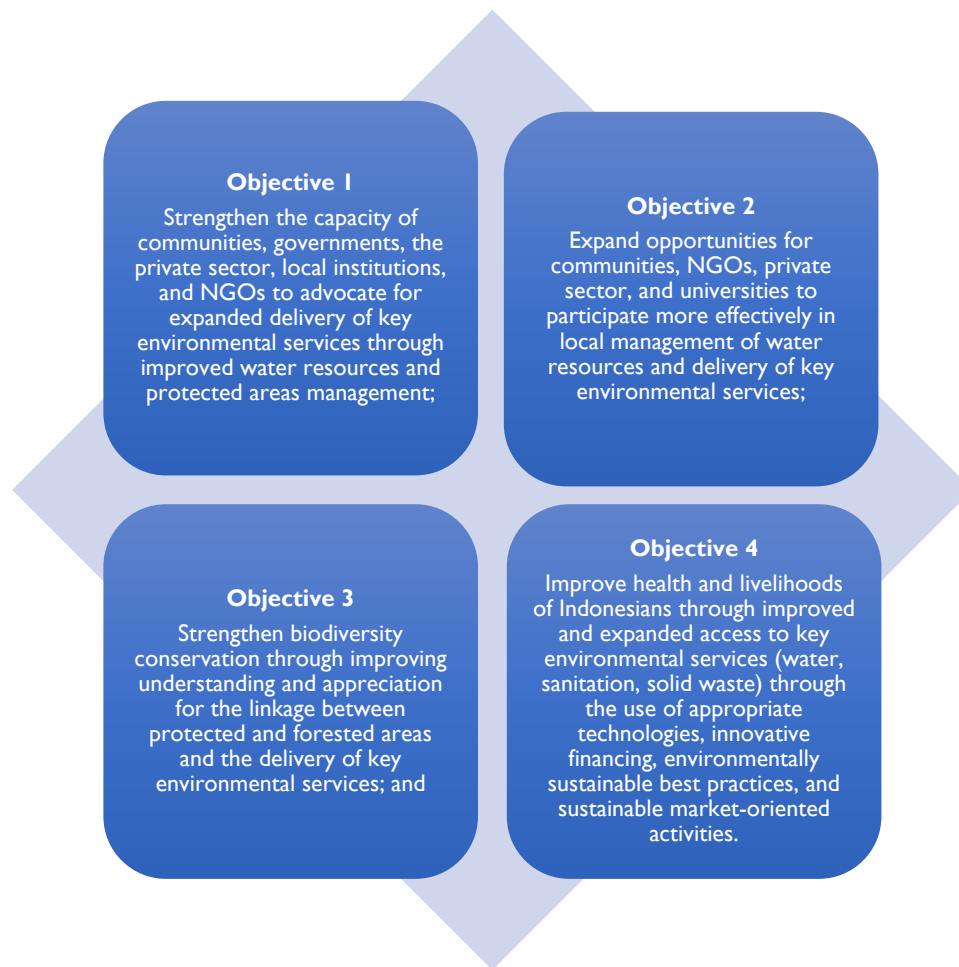 Objective 1
Strengthen the capacity of
communities, governments, the
private sector, local institutions,
and NGOs to advocate for
expanded delivery of key
environmental services through
improved water resources and
protected areas management;
Objective 2
Expand opportunities for
communities, NGOs, private
sector, and universities to
participate more effectively in
local management of water
resources and delivery of key
environmental services;
Objective 3
Strengthen biodiversity
conservation through improving
understanding and appreciation
for the linkage between
protected and forested areas
and the delivery of key
environmental services; and
Objective 4
Improve health and livelihoods
of Indonesians through improved
and expanded access to key
environmental services (water,
sanitation, solid waste) through
the use of appropriate
technologies, innovative
financing, environmentally
sustainable best practices, and
sustainable market-oriented
activities.